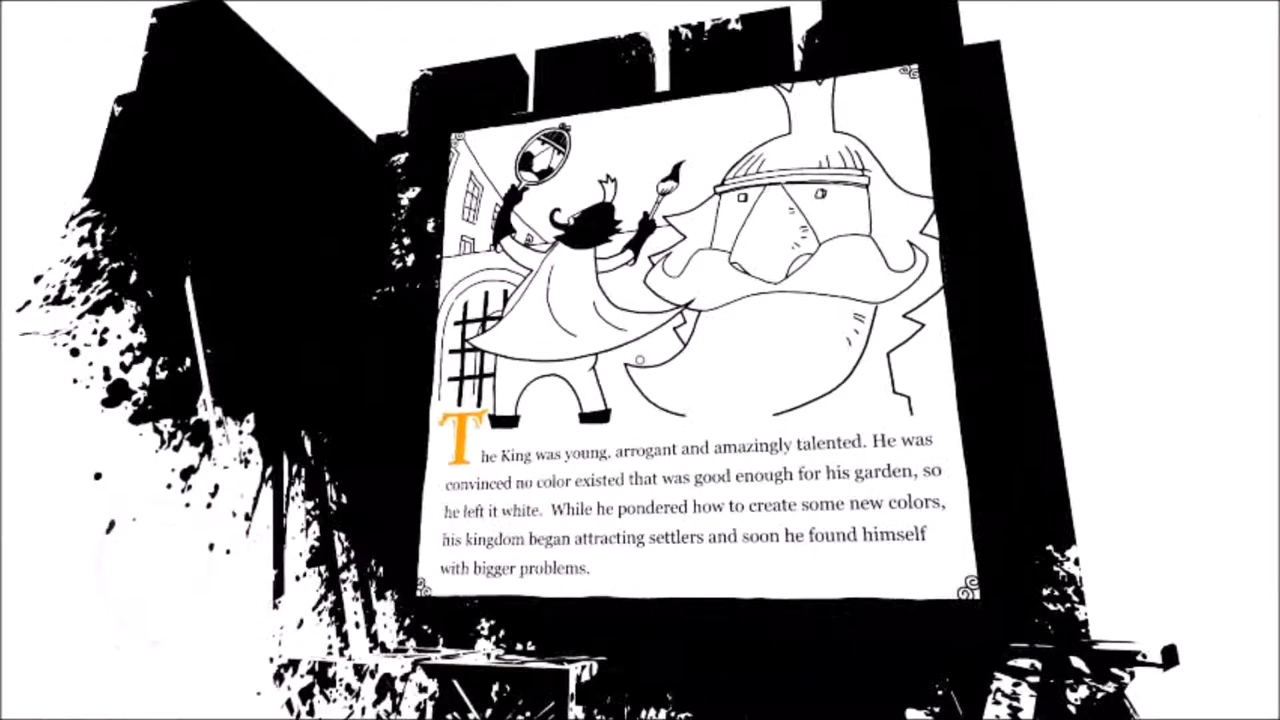 The King was young, arrogant and amazingly talented. He was
convinced no color existed that was good enough for his garden, so
he left it white. While he pondered how to create some new colors,
his kingdom began attracting settlers and soon he found himself
with bigger problems.